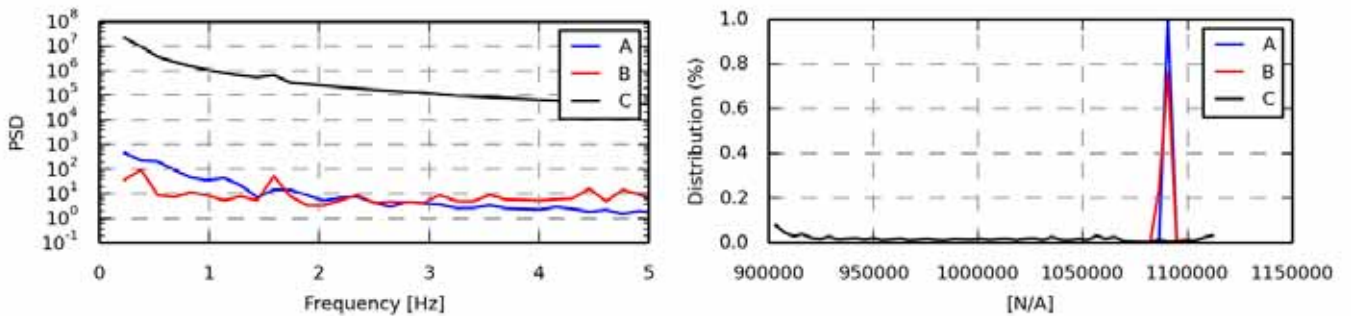 10^8
10^7
10^6
10^5
10^4
10^3
10^2
10^1
10^0
10^-1
PSD
0 1 2 3 4 5
Frequency [Hz]
A
B
C
1.0
0.8
0.6
0.4
0.2
0.0
Distribution (%)
900000 950000 1000000 1050000 1100000 1150000
[N/A]
A
B
C